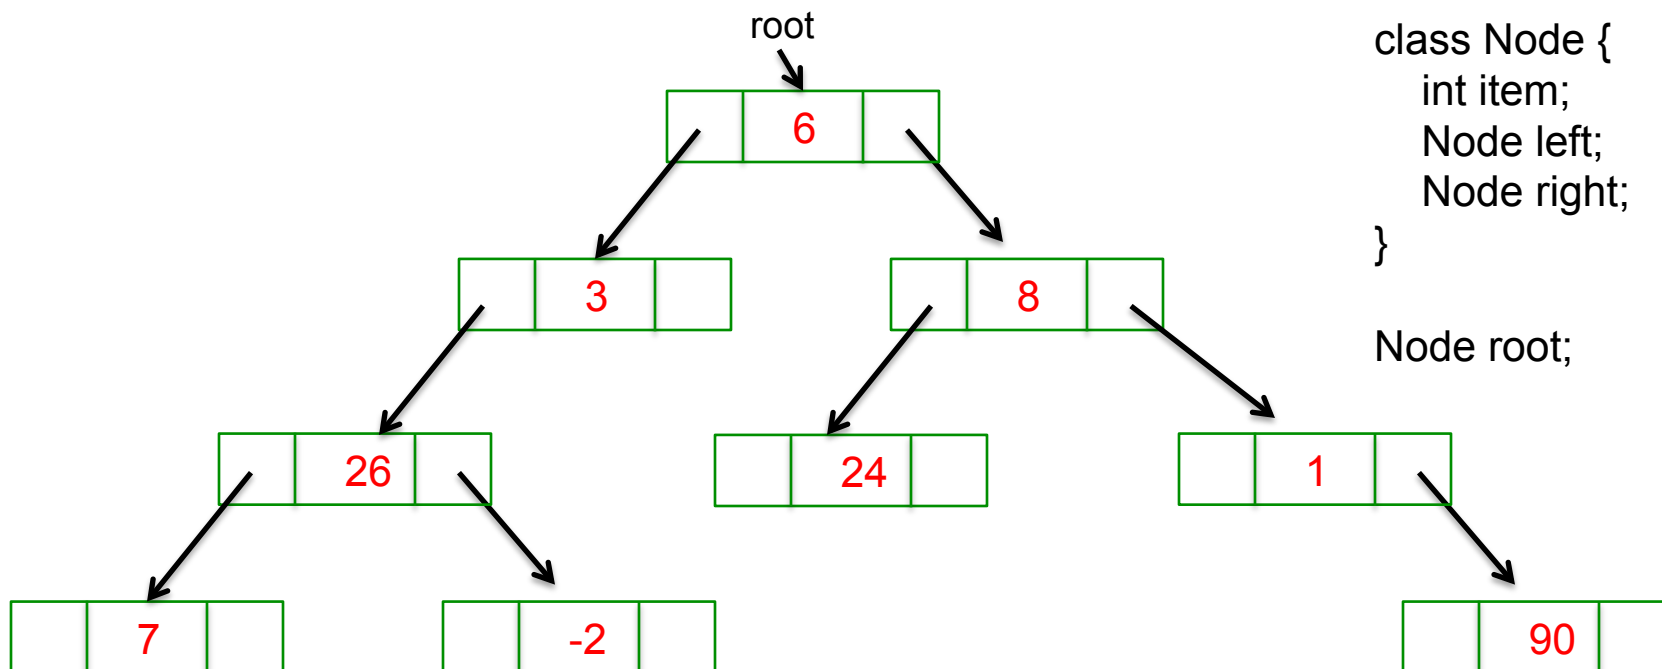 root
class Node {
int item;
Node left;
Node right;
}
Node root;
6
3
8
26
24
1
7
-2
90